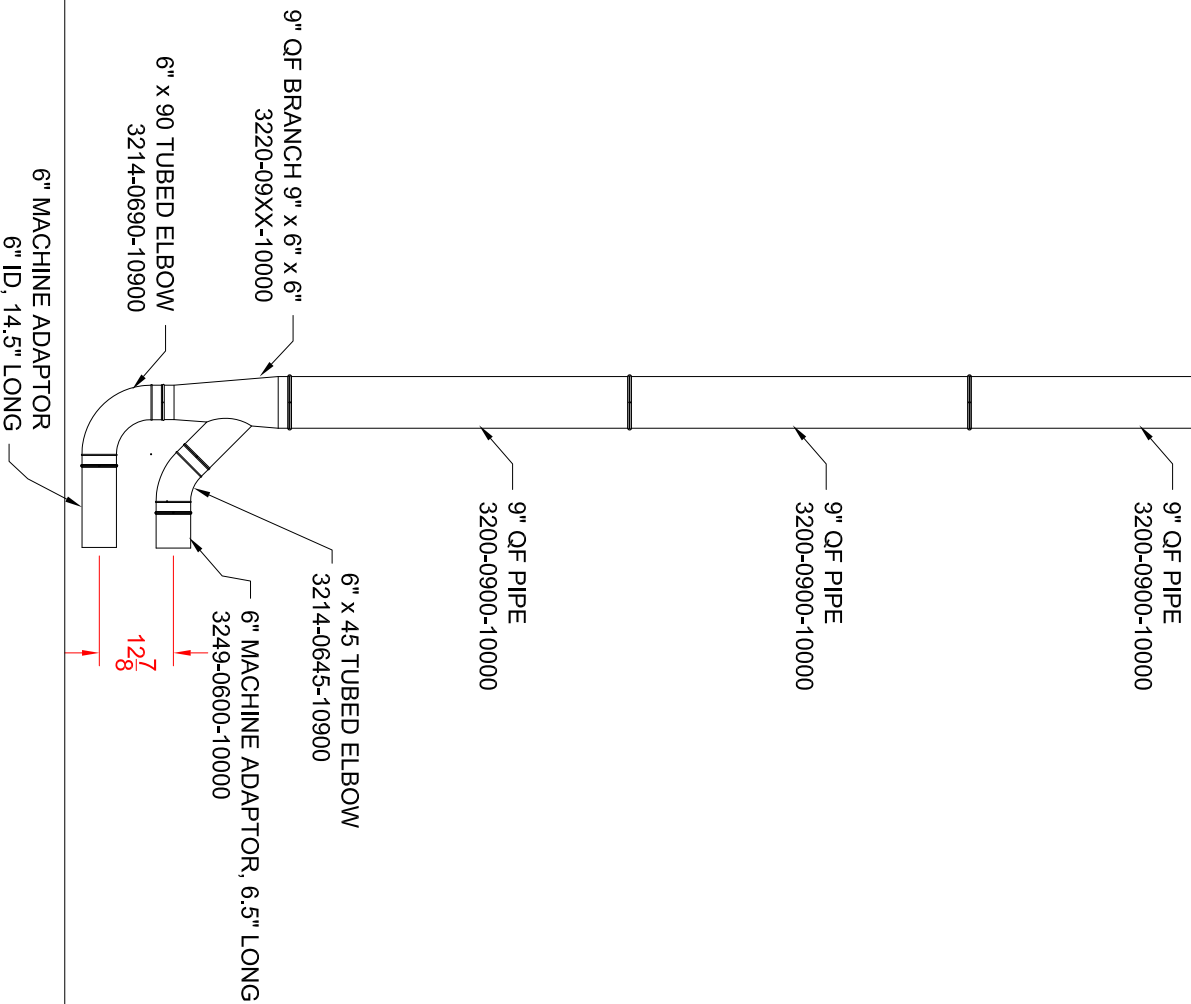 9" QF PIPE
3200-0900-10000
9" QF PIPE
3200-0900-10000
9" QF PIPE
3200-0900-10000
9" QF BRANCH 9" x 6" x 6"
3220-09XX-10000
6" x 90 TUBED ELBOW
3214-0690-10900
6" MACHINE ADAPTOR
6" ID, 14.5" LONG
6" x 45 TUBED ELBOW
3214-0645-10900
6" MACHINE ADAPTOR, 6.5" LONG
3249-0600-10000
12 7/8